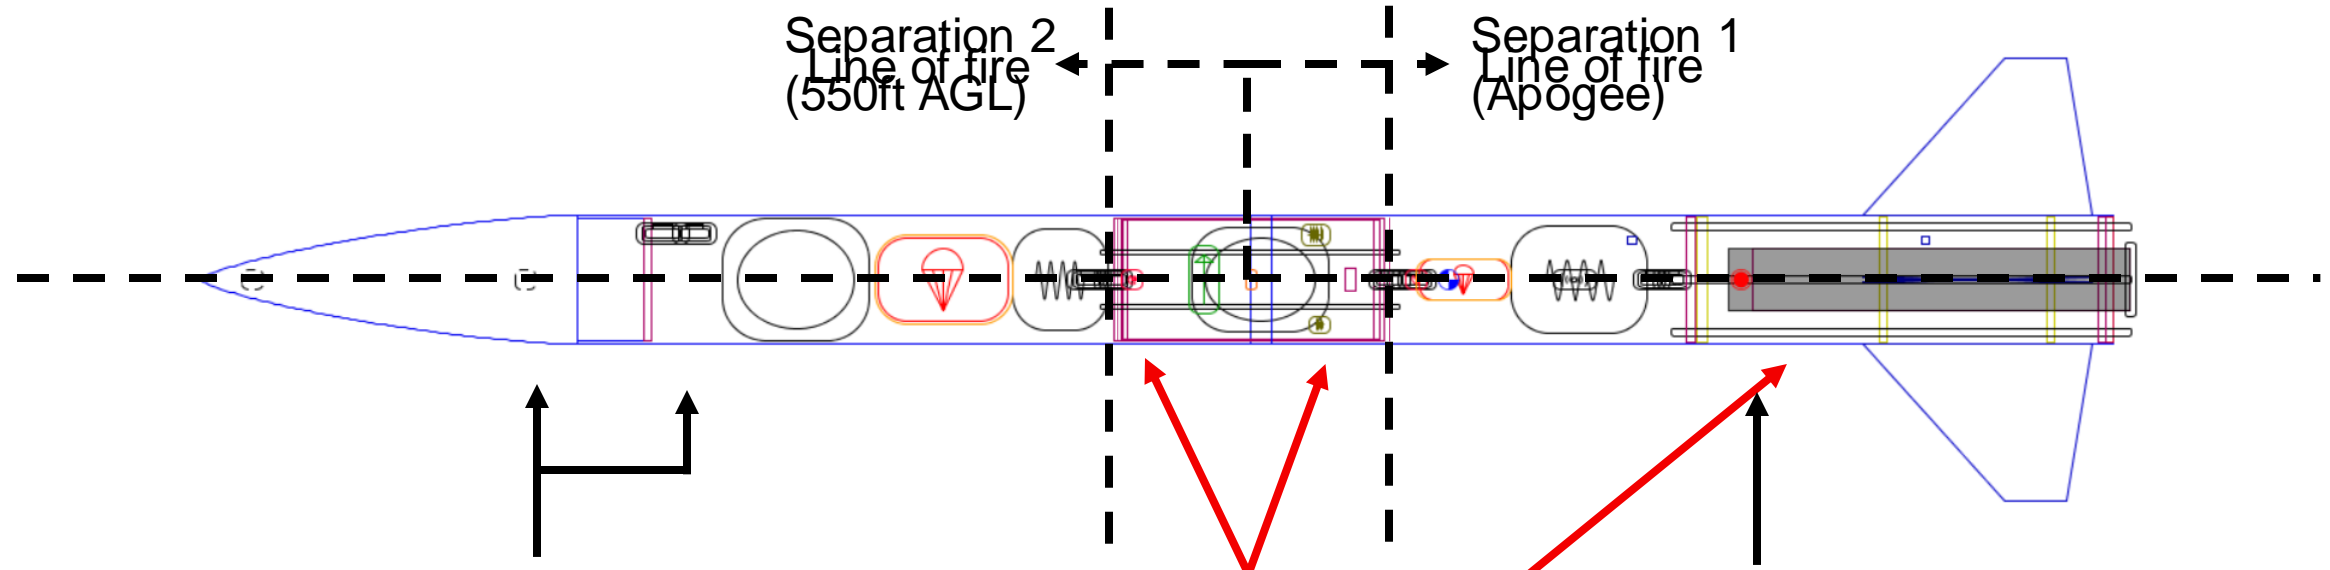 Separation 2
Line of fire
(550ft AGL)
Separation 1
Line of fire
(Apogee)